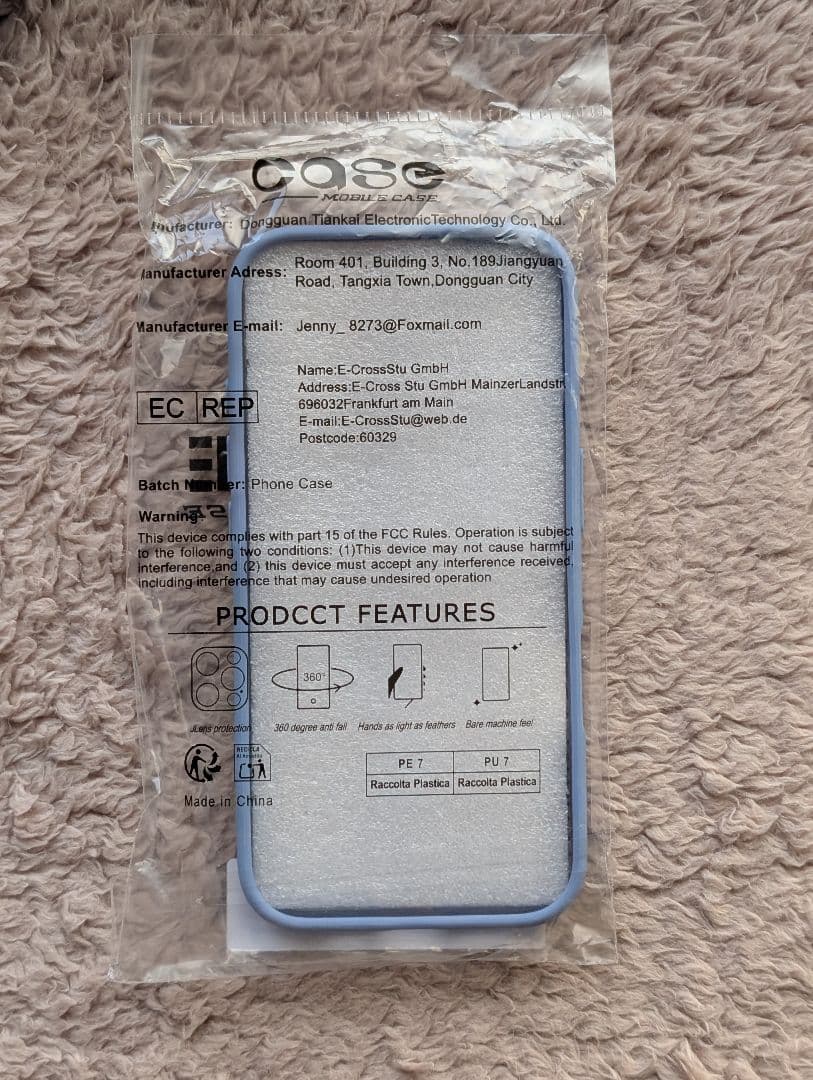 case
MOBILE CASE
anufacturer: Dongguan Tiankai ElectronicTechnology Co., Ltd.
Manufacturer Adress: Room 401, Building 3, No.189Jiangyuan
Road, Tangxia Town,Dongguan City
Manufacturer E-mail: Jenny_ 8273@Foxmail.com
Name:E-CrossStu GmbH
Address:E-Cross Stu GmbH MainzerLandstr
696032Frankfurt am Main
E-mail:E-CrossStu@web.de
Postcode:60329
EC REP
Batch Number: Phone Case
Warning:
This device complies with part 15 of the FCC Rules. Operation is subject
to the following two conditions: (1)This device may not cause harmful
interference,and (2) this device must accept any interference received,
including interference that may cause undesired operation
PRODCCT FEATURES
360°
JLens protection 360 degree anti fall Hands as light as feathers Bare machine feel
RECICLA
PE 7 PU 7
Raccolta Plastica Raccolta Plastica
Made in China